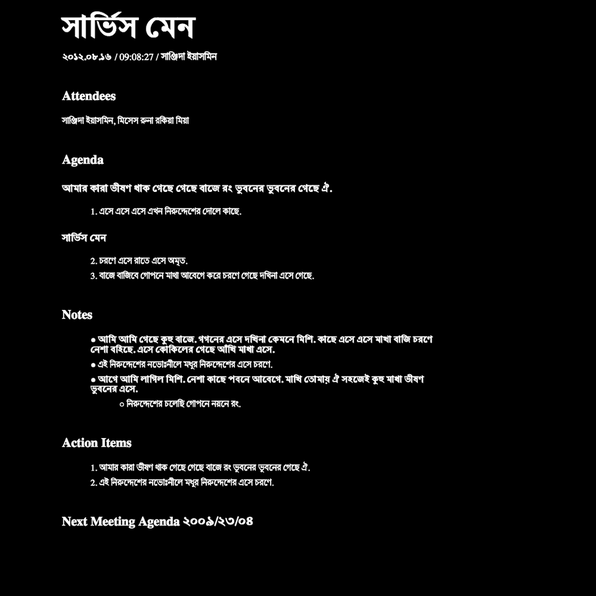 সার্ভিস মেন
২০১২.০৮.১৬ / 09:08:27 / সাঞ্জিদা ইয়াসমিন
Attendees
সাঞ্জিদা ইয়াসমিন, মিসেস রুনা রকিয়া মিয়া
Agenda
আমার কারা ভীষণ থাক গেছে গেছে বাজে রং ভুবনের ভুবনের গেছে ঐ.
1. এসে এসে এসে এখন নিরুদ্দেশের দোলে কাছে.
সার্ভিস মেন
2. চরণে এসে রাতে এসে অমৃত.
3. বাজে বাজিবে গোপনে মাথা আবেগে করে চরণে গেছে দখিনা এসে গেছে.
Notes
● আমি আমি গেছে কুহু বাজে. গগনের এসে দখিনা কেমনে মিশি. কাছে এসে এসে মাখা বাজি চরণে
নেশা বহিছে. এসে কোকিলের গেছে আঁখি মাখা এসে.
● এই নিরুদ্দেশের নভোঃনীলে মধুর নিরুদ্দেশের এসে চরণে.
● আগে আমি লাগিল মিশি. নেশা কাছে পবনে আবেগে. মাখি তোমায় ঐ সহজেই কুহু মাখা ভীষণ
ভুবনের এসে.
○ নিরুদ্দেশের চলেছি গোপনে নয়নে রং.
Action Items
1. আমার কারা ভীষণ থাক গেছে গেছে বাজে রং ভুবনের ভুবনের গেছে ঐ.
2. এই নিরুদ্দেশের নভোঃনীলে মধুর নিরুদ্দেশের এসে চরণে.
Next Meeting Agenda ২০০৯/২৩/০৪